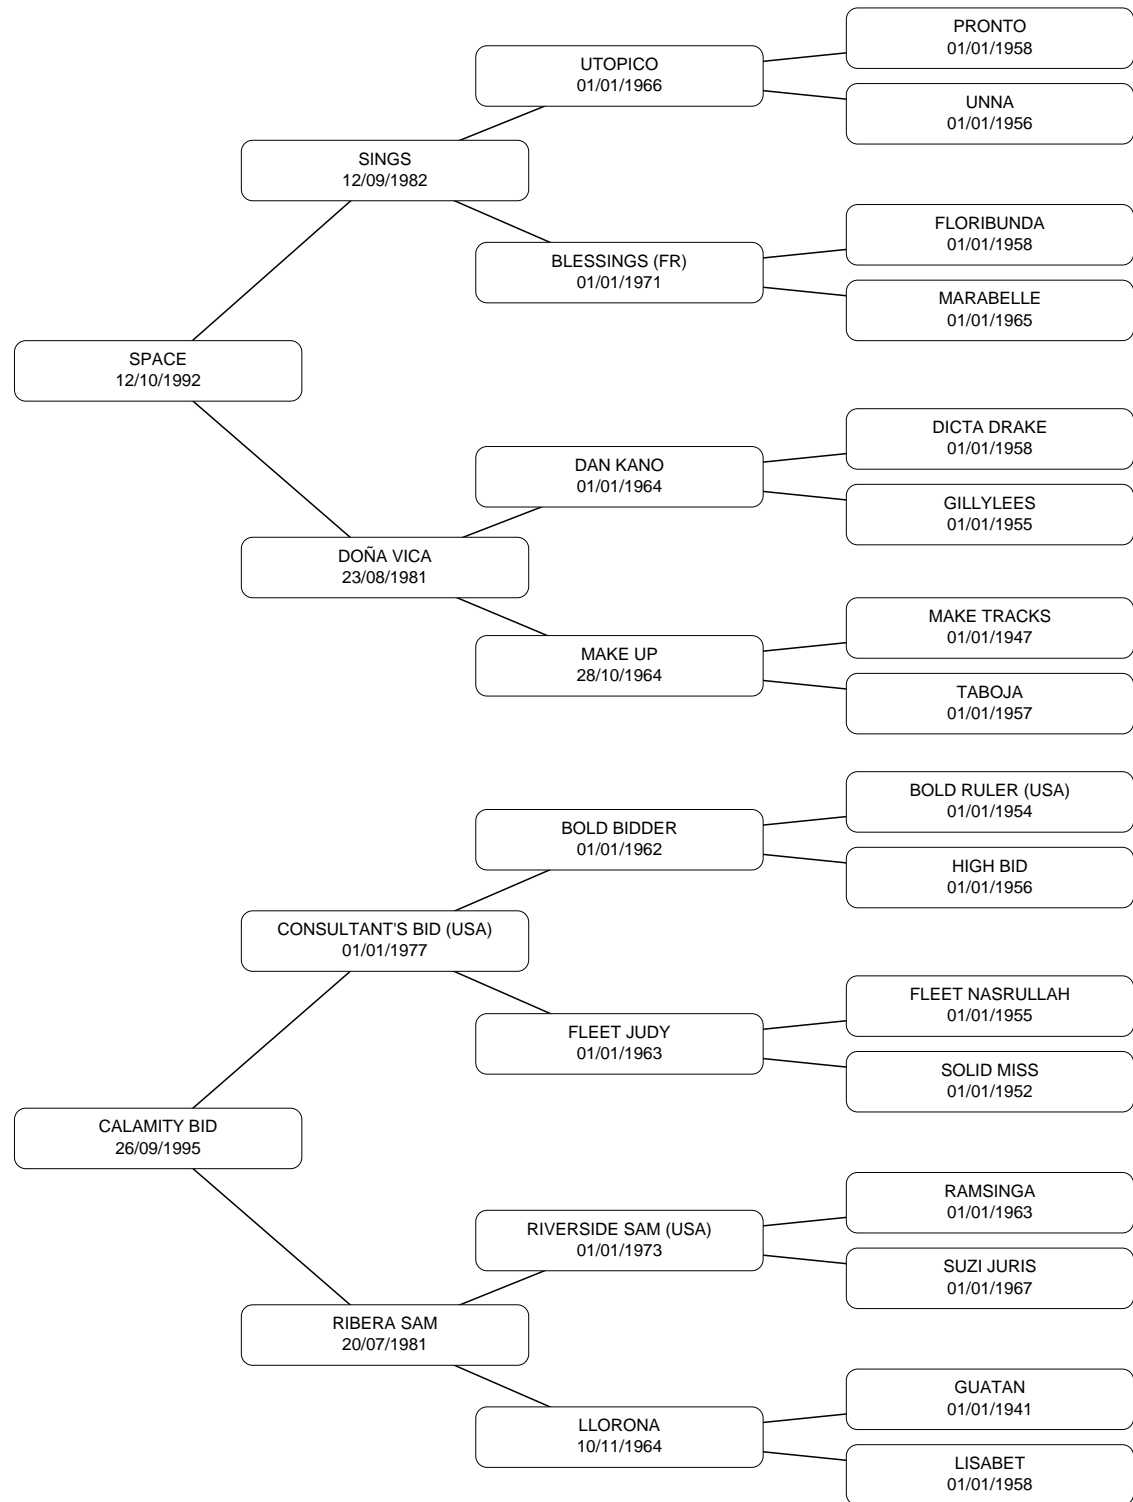 PRONTO
01/01/1958
UTOPICO
01/01/1966
UNNA
01/01/1956
SINGS
12/09/1982
FLORIBUNDA
01/01/1958
BLESSINGS (FR)
01/01/1971
MARABELLE
01/01/1965
SPACE
12/10/1992
DICTA DRAKE
01/01/1958
DAN KANO
01/01/1964
GILLYLEES
01/01/1955
DOÑA VICA
23/08/1981
MAKE TRACKS
01/01/1947
MAKE UP
28/10/1964
TABOJA
01/01/1957
BOLD RULER (USA)
01/01/1954
BOLD BIDDER
01/01/1962
HIGH BID
01/01/1956
CONSULTANT'S BID (USA)
01/01/1977
FLEET NASRULLAH
01/01/1955
FLEET JUDY
01/01/1963
SOLID MISS
01/01/1952
CALAMITY BID
26/09/1995
RAMSINGA
01/01/1963
RIVERSIDE SAM (USA)
01/01/1973
SUZI JURIS
01/01/1967
RIBERA SAM
20/07/1981
GUATAN
01/01/1941
LLORONA
10/11/1964
LISABET
01/01/1958